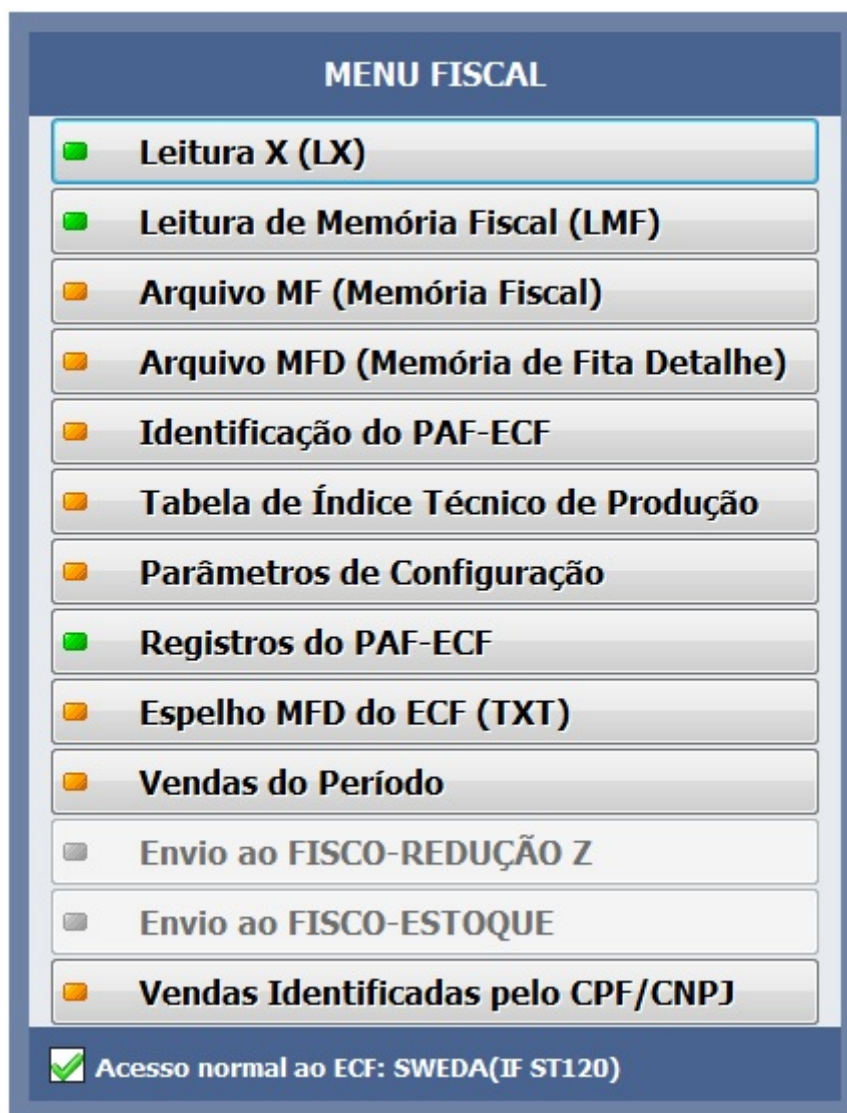 MENU FISCAL
Leitura X (LX)
Leitura de Memória Fiscal (LMF)
Arquivo MF (Memória Fiscal)
Arquivo MFD (Memória de Fita Detalhe)
Identificação do PAF-ECF
Tabela de Índice Técnico de Produção
Parâmetros de Configuração
Registros do PAF-ECF
Espelho MFD do ECF (TXT)
Vendas do Período
Envio ao FISCO-REDUÇÃO Z
Envio ao FISCO-ESTOQUE
Vendas Identificadas pelo CPF/CNPJ
Acesso normal ao ECF: SWEDA(IF ST120)